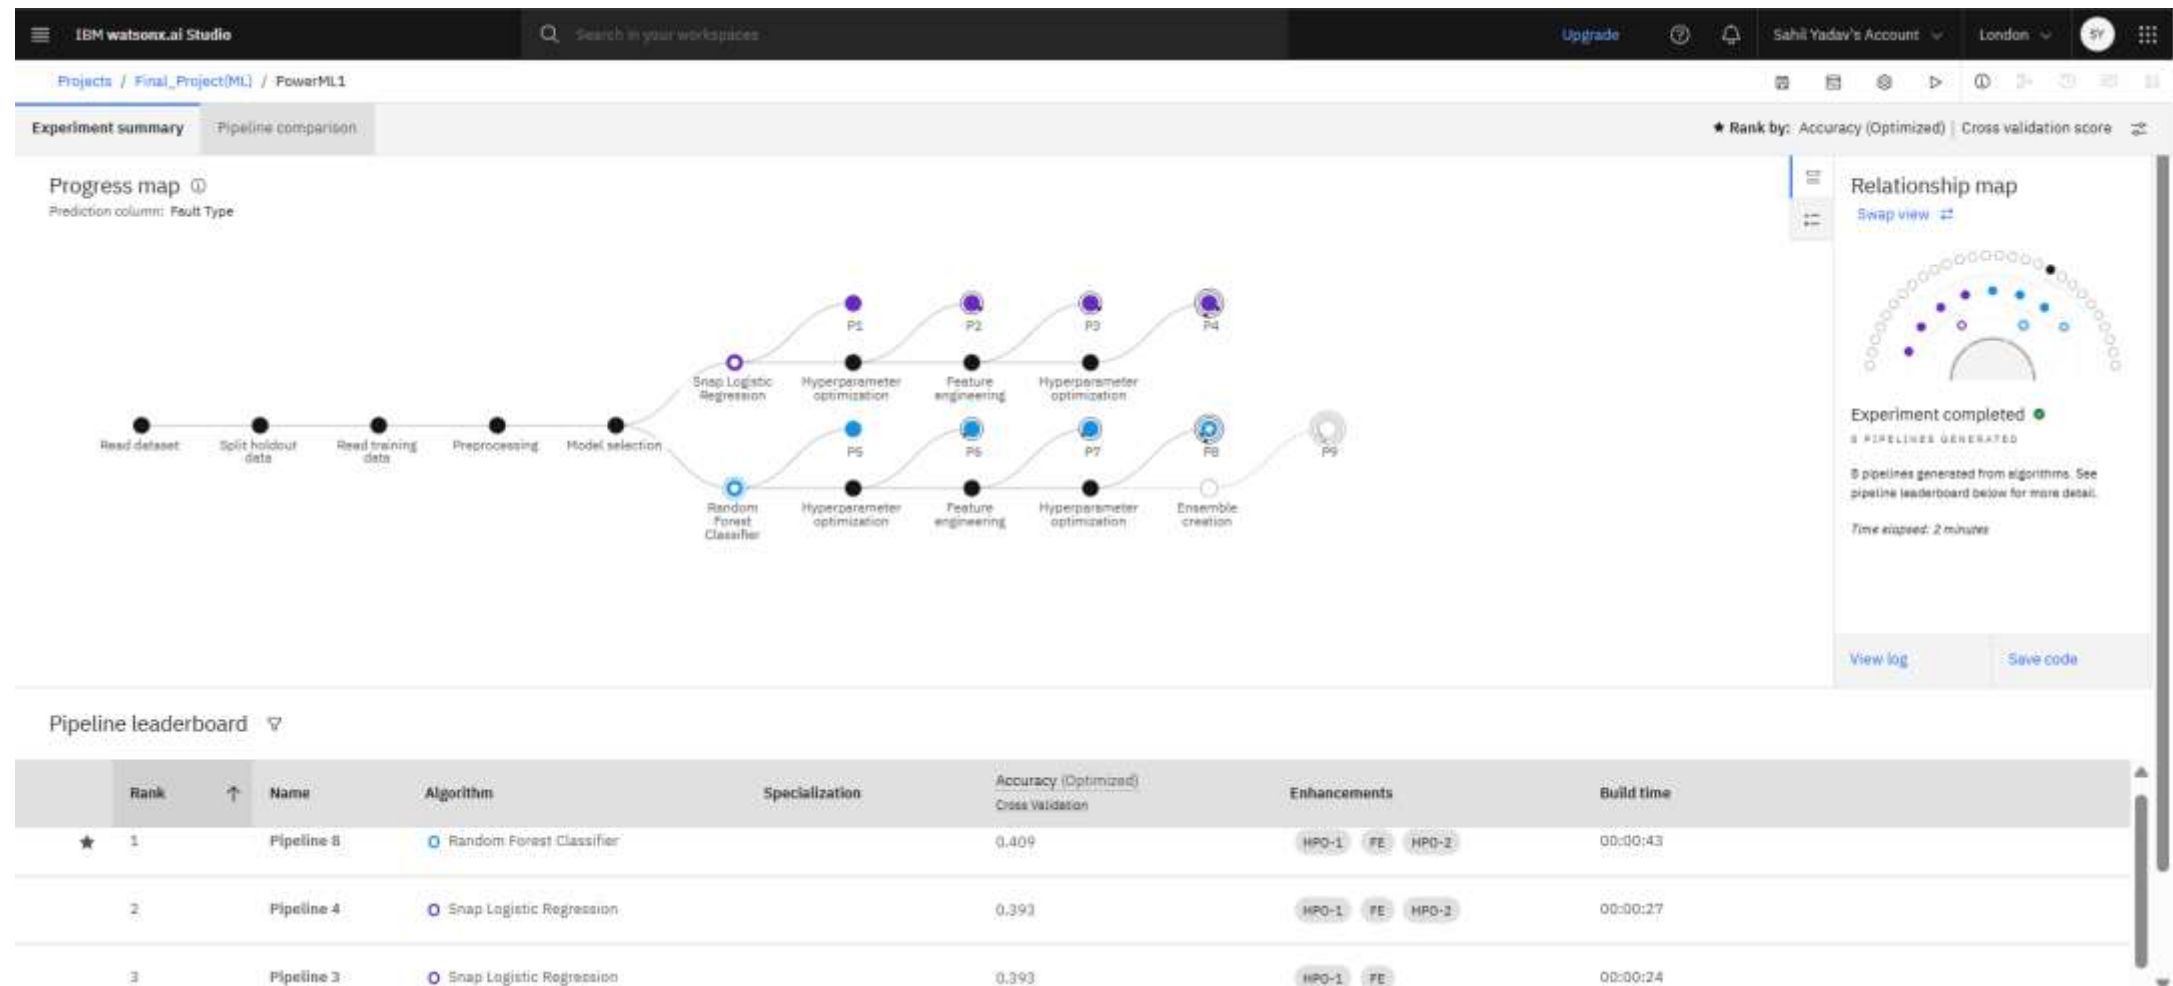 IBM watsonx.ai Studio
Search in your workspaces
Upgrade
Sahil Yadav's Account
London
SY
Projects / Final_Project(ML) / PowerML1
Experiment summary
Pipeline comparison
★ Rank by: Accuracy (Optimized) | Cross validation score
Progress map
Prediction column: Fault Type
Relationship map
Swap view
P1
P2
P3
P4
Snap Logistic
Regression
Hyperparameter
optimization
Feature
engineering
Hyperparameter
optimization
Read dataset
Split holdout
data
Read training
data
Preprocessing
Model selection
P5
P6
P7
P8
P9
Random
Forest
Classifier
Hyperparameter
optimization
Feature
engineering
Hyperparameter
optimization
Ensemble
creation
Experiment completed
8 PIPELINES GENERATED
8 pipelines generated from algorithms. See
pipeline leaderboard below for more detail.
Time elapsed: 2 minutes
View log
Save code
Pipeline leaderboard
Rank ↑ Name Algorithm Specialization Accuracy (Optimized) Enhancements Build time
Cross Validation
★ 1 Pipeline 8 Random Forest Classifier 0.409 HPO-1 FE HPO-2 00:00:43
2 Pipeline 4 Snap Logistic Regression 0.393 HPO-1 FE HPO-2 00:00:27
3 Pipeline 3 Snap Logistic Regression 0.393 HPO-1 FE 00:00:24